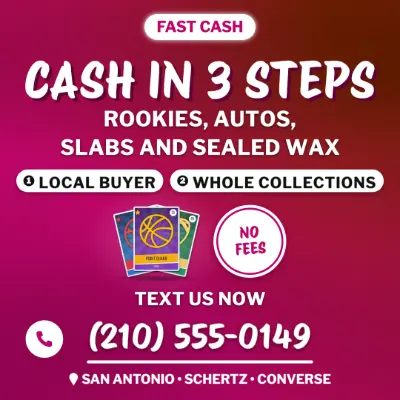 FAST CASH
CASH IN 3 STEPS
ROOKIES, AUTOS,
SLABS AND SEALED WAX
1 LOCAL BUYER 2 WHOLE COLLECTIONS
NO
FEES
TEXT US NOW
(210) 555-0149
SAN ANTONIO • SCHERTZ • CONVERSE